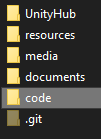 UnityHub
resources
media
documents
code
.git